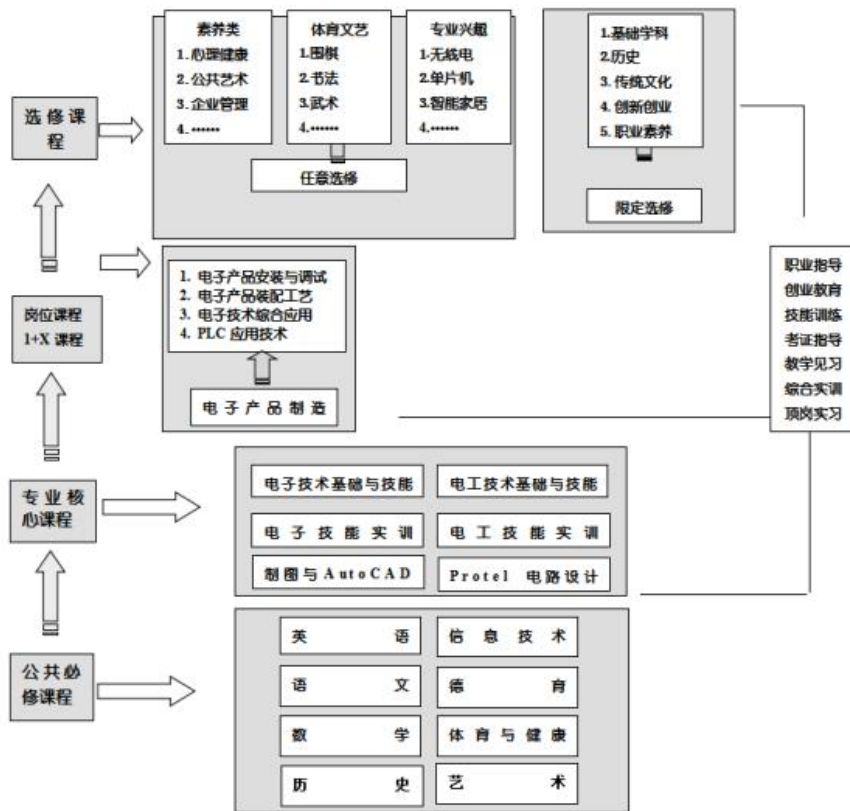 素养类
1.心理健康
2.公共艺术
3.企业管理
4.……
体育文艺
1.围棋
2.书法
3.武术
4.……
专业兴趣
1.无线电
2.单片机
3.智能家居
4.……
任意选修
1.基础学科
2.历史
3.传统文化
4.创新创业
5.职业素养
限定选修
选修课
程
1. 电子产品安装与调试
2. 电子产品装配工艺
3. 电子技术综合应用
4. PLC 应用技术
电子产品制造
岗位课程
1+X 课程
职业指导
创业教育
技能训练
考证指导
教学见习
综合实训
顶岗实习
专业核
心课程
电子技术基础与技能
电工技术基础与技能
电子技能实训
电工技能实训
制图与AutoCAD
Protel 电路设计
公共必
修课程
英语
信息技术
语文
德育
数学
体育与健康
历史
艺术